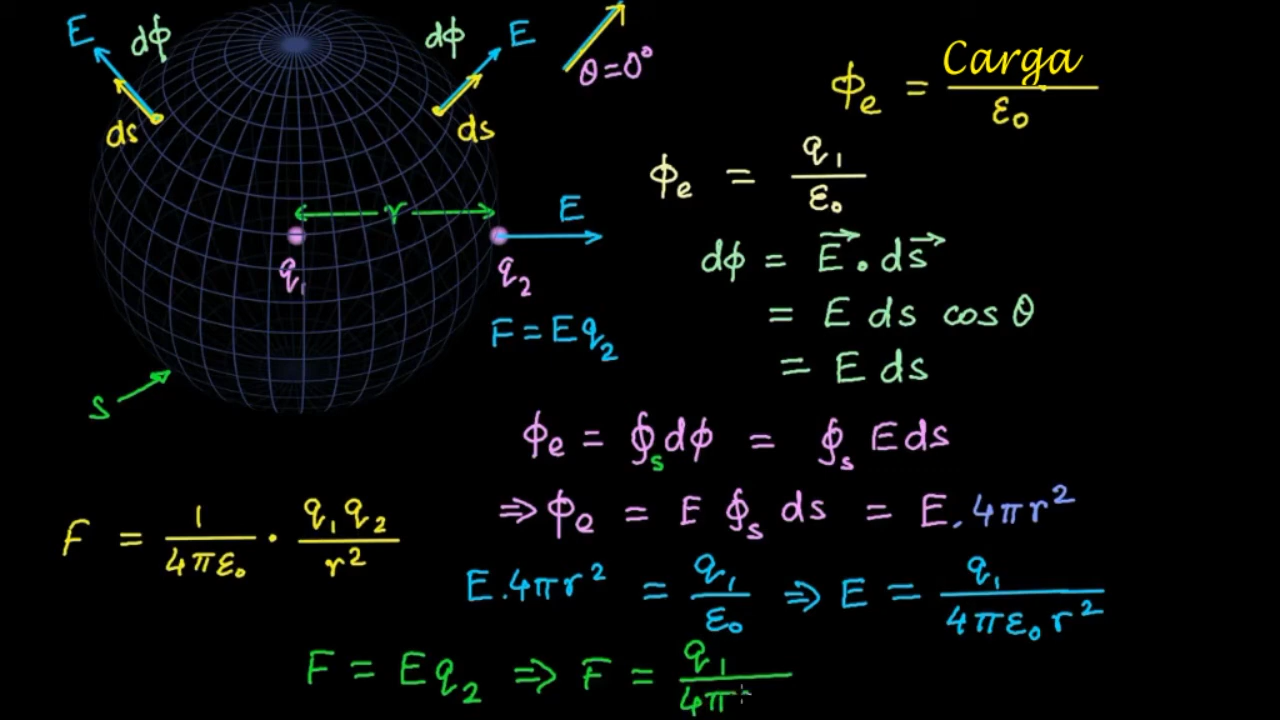 E dϕ dϕ E θ = 0°
ds ds
ϕe = Carga / ε₀
ϕe = q₁ / ε₀
r E
q₁ q₂
dϕ = E⃗ . ds⃗
= E ds cos θ
F = Eq₂
= E ds
s
ϕe = ∮s dϕ = ∮s E ds
⇒ ϕe = E ∮s ds = E. 4πr²
F = 1 / 4πε₀ · q₁q₂ / r²
E. 4πr² = q₁ / ε₀ ⇒ E = q₁ / 4πε₀r²
F = Eq₂ ⇒ F = q₁ / 4π